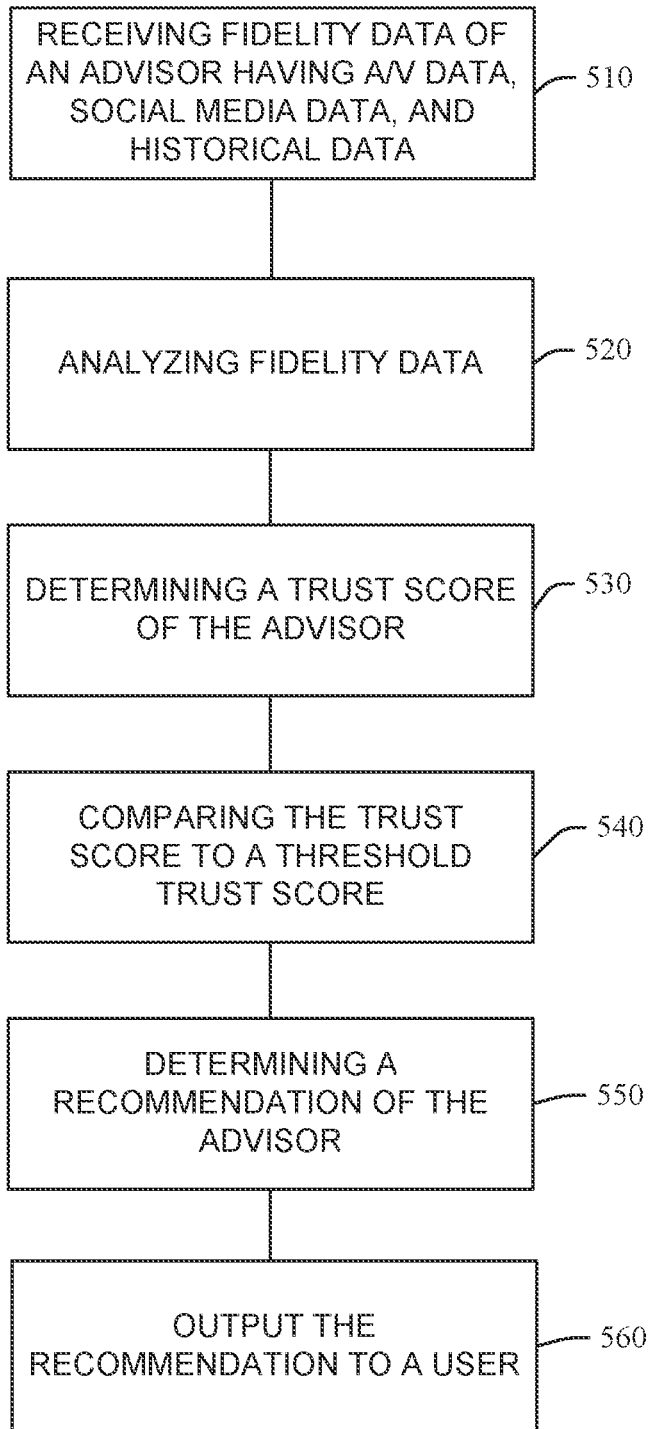 RECEIVING FIDELITY DATA OF
AN ADVISOR HAVING A/V DATA,
SOCIAL MEDIA DATA, AND
HISTORICAL DATA
510
ANALYZING FIDELITY DATA
520
DETERMINING A TRUST SCORE
OF THE ADVISOR
530
COMPARING THE TRUST
SCORE TO A THRESHOLD
TRUST SCORE
540
DETERMINING A
RECOMMENDATION OF THE
ADVISOR
550
OUTPUT THE
RECOMMENDATION TO A USER
560